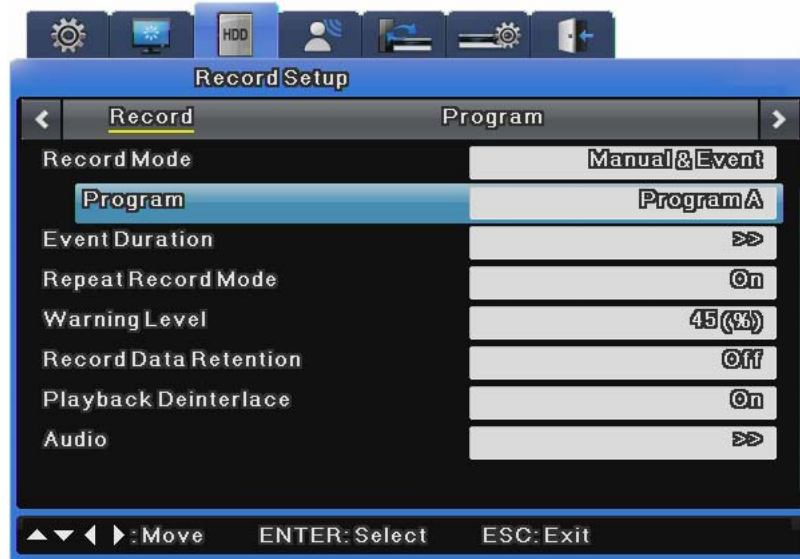 HDD
Record Setup
Record Program
Record Mode Manual & Event
Program Program A
Event Duration >>
Repeat Record Mode On
Warning Level 45 (%)
Record Data Retention Off
Playback Deinterlace On
Audio >>
:Move ENTER:Select ESC:Exit